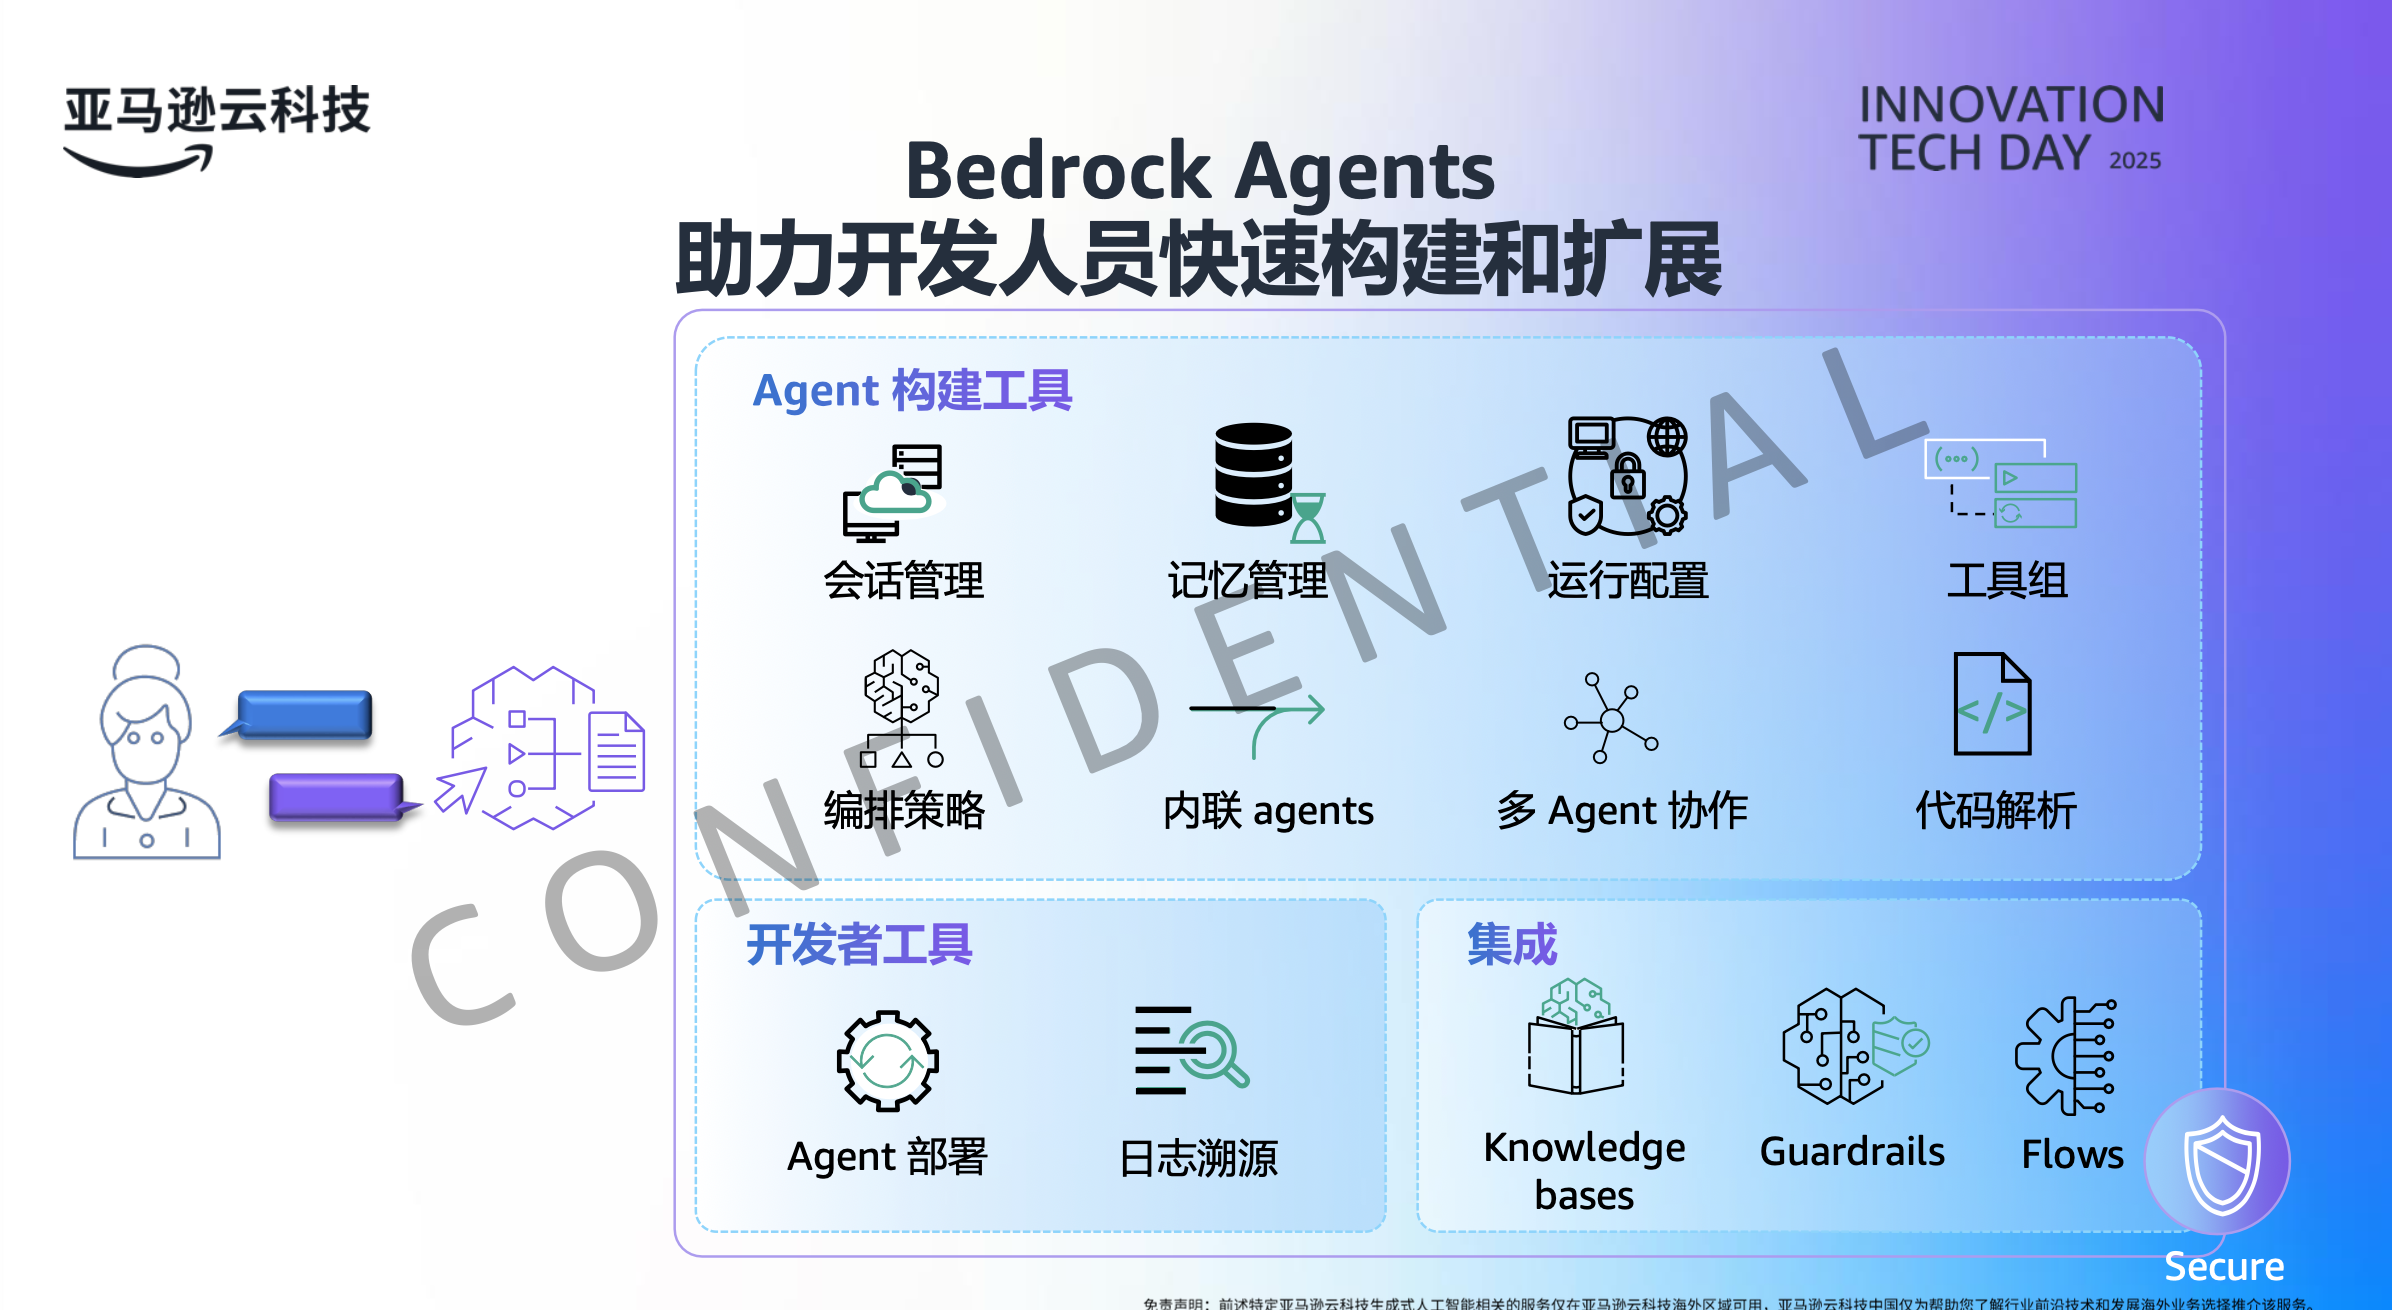 亚马逊云科技
INNOVATION
TECH DAY 2025
Bedrock Agents
助力开发人员快速构建和扩展
Agent 构建工具
会话管理
记忆管理
运行配置
工具组
编排策略
内联 agents
多 Agent 协作
代码解析
CONFIDENTIAL
开发者工具
Agent 部署
日志溯源
集成
Knowledge
bases
Guardrails
Flows
Secure
免责声明：前述特定亚马逊云科技生成式人工智能相关的服务仅在亚马逊云科技海外区域可用，亚马逊云科技中国仅为帮助您了解行业前沿技术和发展海外业务选择推介该服务。